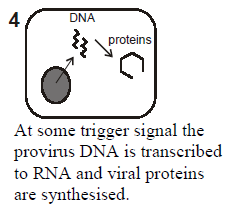 4
DNA
proteins
At some trigger signal the
provirus DNA is transcribed
to RNA and viral proteins
are synthesised.